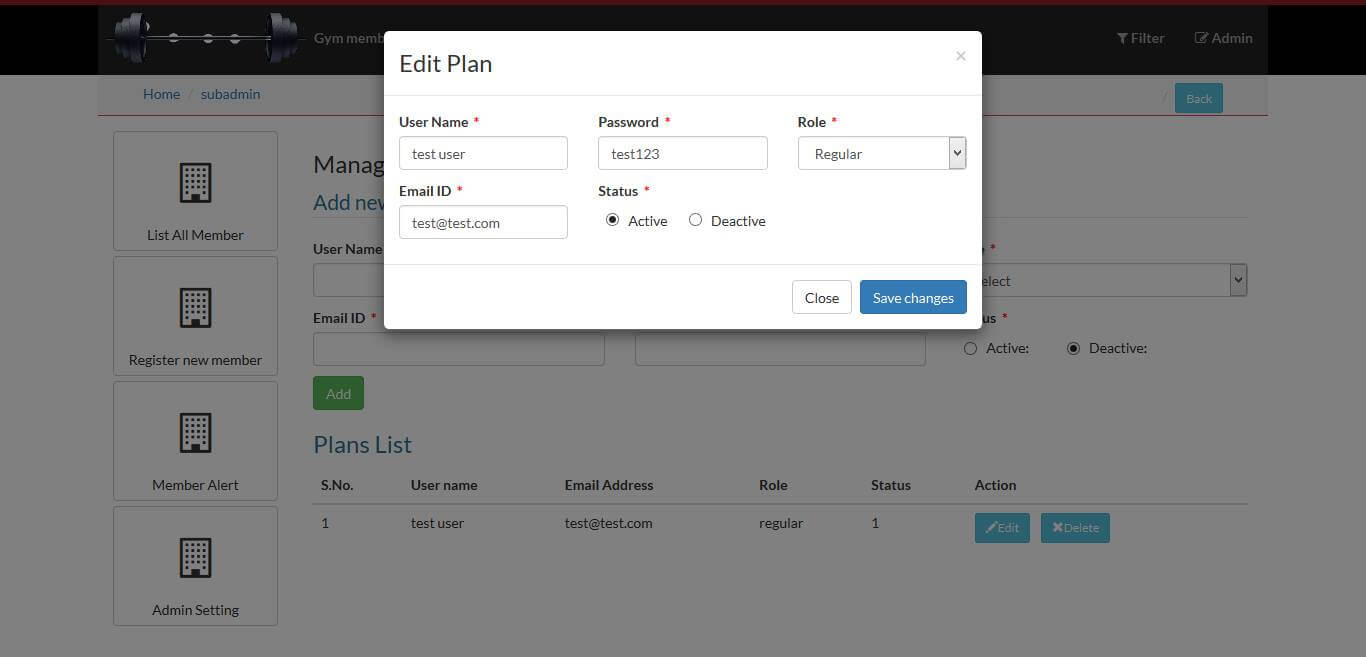 Gym memb
Filter
Admin
Home / subadmin
/
Back
Edit Plan
×
User Name *
Password *
Role *
test user
test123
Regular
Email ID *
Status *
test@test.com
Active
Deactive
Close
Save changes
List All Member
Register new member
Member Alert
Admin Setting
Manag
Add new
User Name
*
elect
Email ID *
us *
Active:
Deactive:
Add
Plans List
S.No. User name Email Address Role Status Action
1 test user test@test.com regular 1 Edit Delete